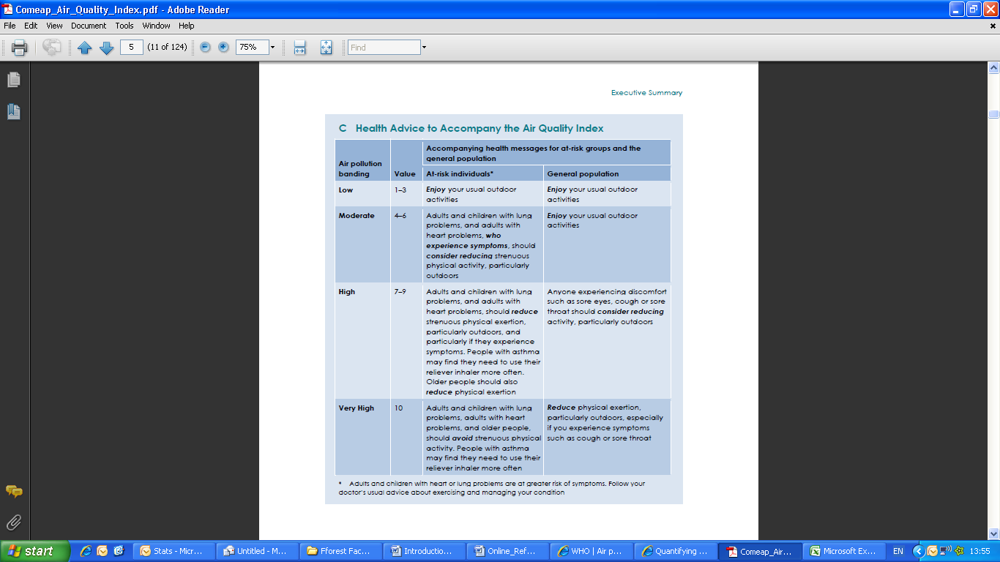 Comeap_Air_Quality_Index.pdf - Adobe Reader
File Edit View Document Tools Window Help
5 (11 of 124) 75% Find
Executive Summary
C Health Advice to Accompany the Air Quality Index
Air pollution
banding
Value
Accompanying health messages for at-risk groups and the
general population
At-risk individuals*
General population
Low
1–3
Enjoy your usual outdoor
activities
Enjoy your usual outdoor
activities
Moderate
4–6
Adults and children with lung
problems, and adults with
heart problems, who
experience symptoms, should
consider reducing strenuous
physical activity, particularly
outdoors
Enjoy your usual outdoor
activities
High
7–9
Adults and children with lung
problems, and adults with
heart problems, should reduce
strenuous physical exertion,
particularly outdoors, and
particularly if they experience
symptoms. People with asthma
may find they need to use their
reliever inhaler more often.
Older people should also
reduce physical exertion
Anyone experiencing discomfort
such as sore eyes, cough or sore
throat should consider reducing
activity, particularly outdoors
Very High
10
Adults and children with lung
problems, adults with heart
problems, and older people,
should avoid strenuous physical
activity. People with asthma
may find they need to use their
reliever inhaler more often
Reduce physical exertion,
particularly outdoors, especially
if you experience symptoms
such as cough or sore throat
* Adults and children with heart or lung problems are at greater risk of symptoms. Follow your
doctor's usual advice about exercising and managing your condition
start Stats - Micr... Untitled - M... Fforest Fac... Introductio... Online_Ref... WHO | Air p... Quantifying ... Comeap_Air... Microsoft Ex... EN 13:55